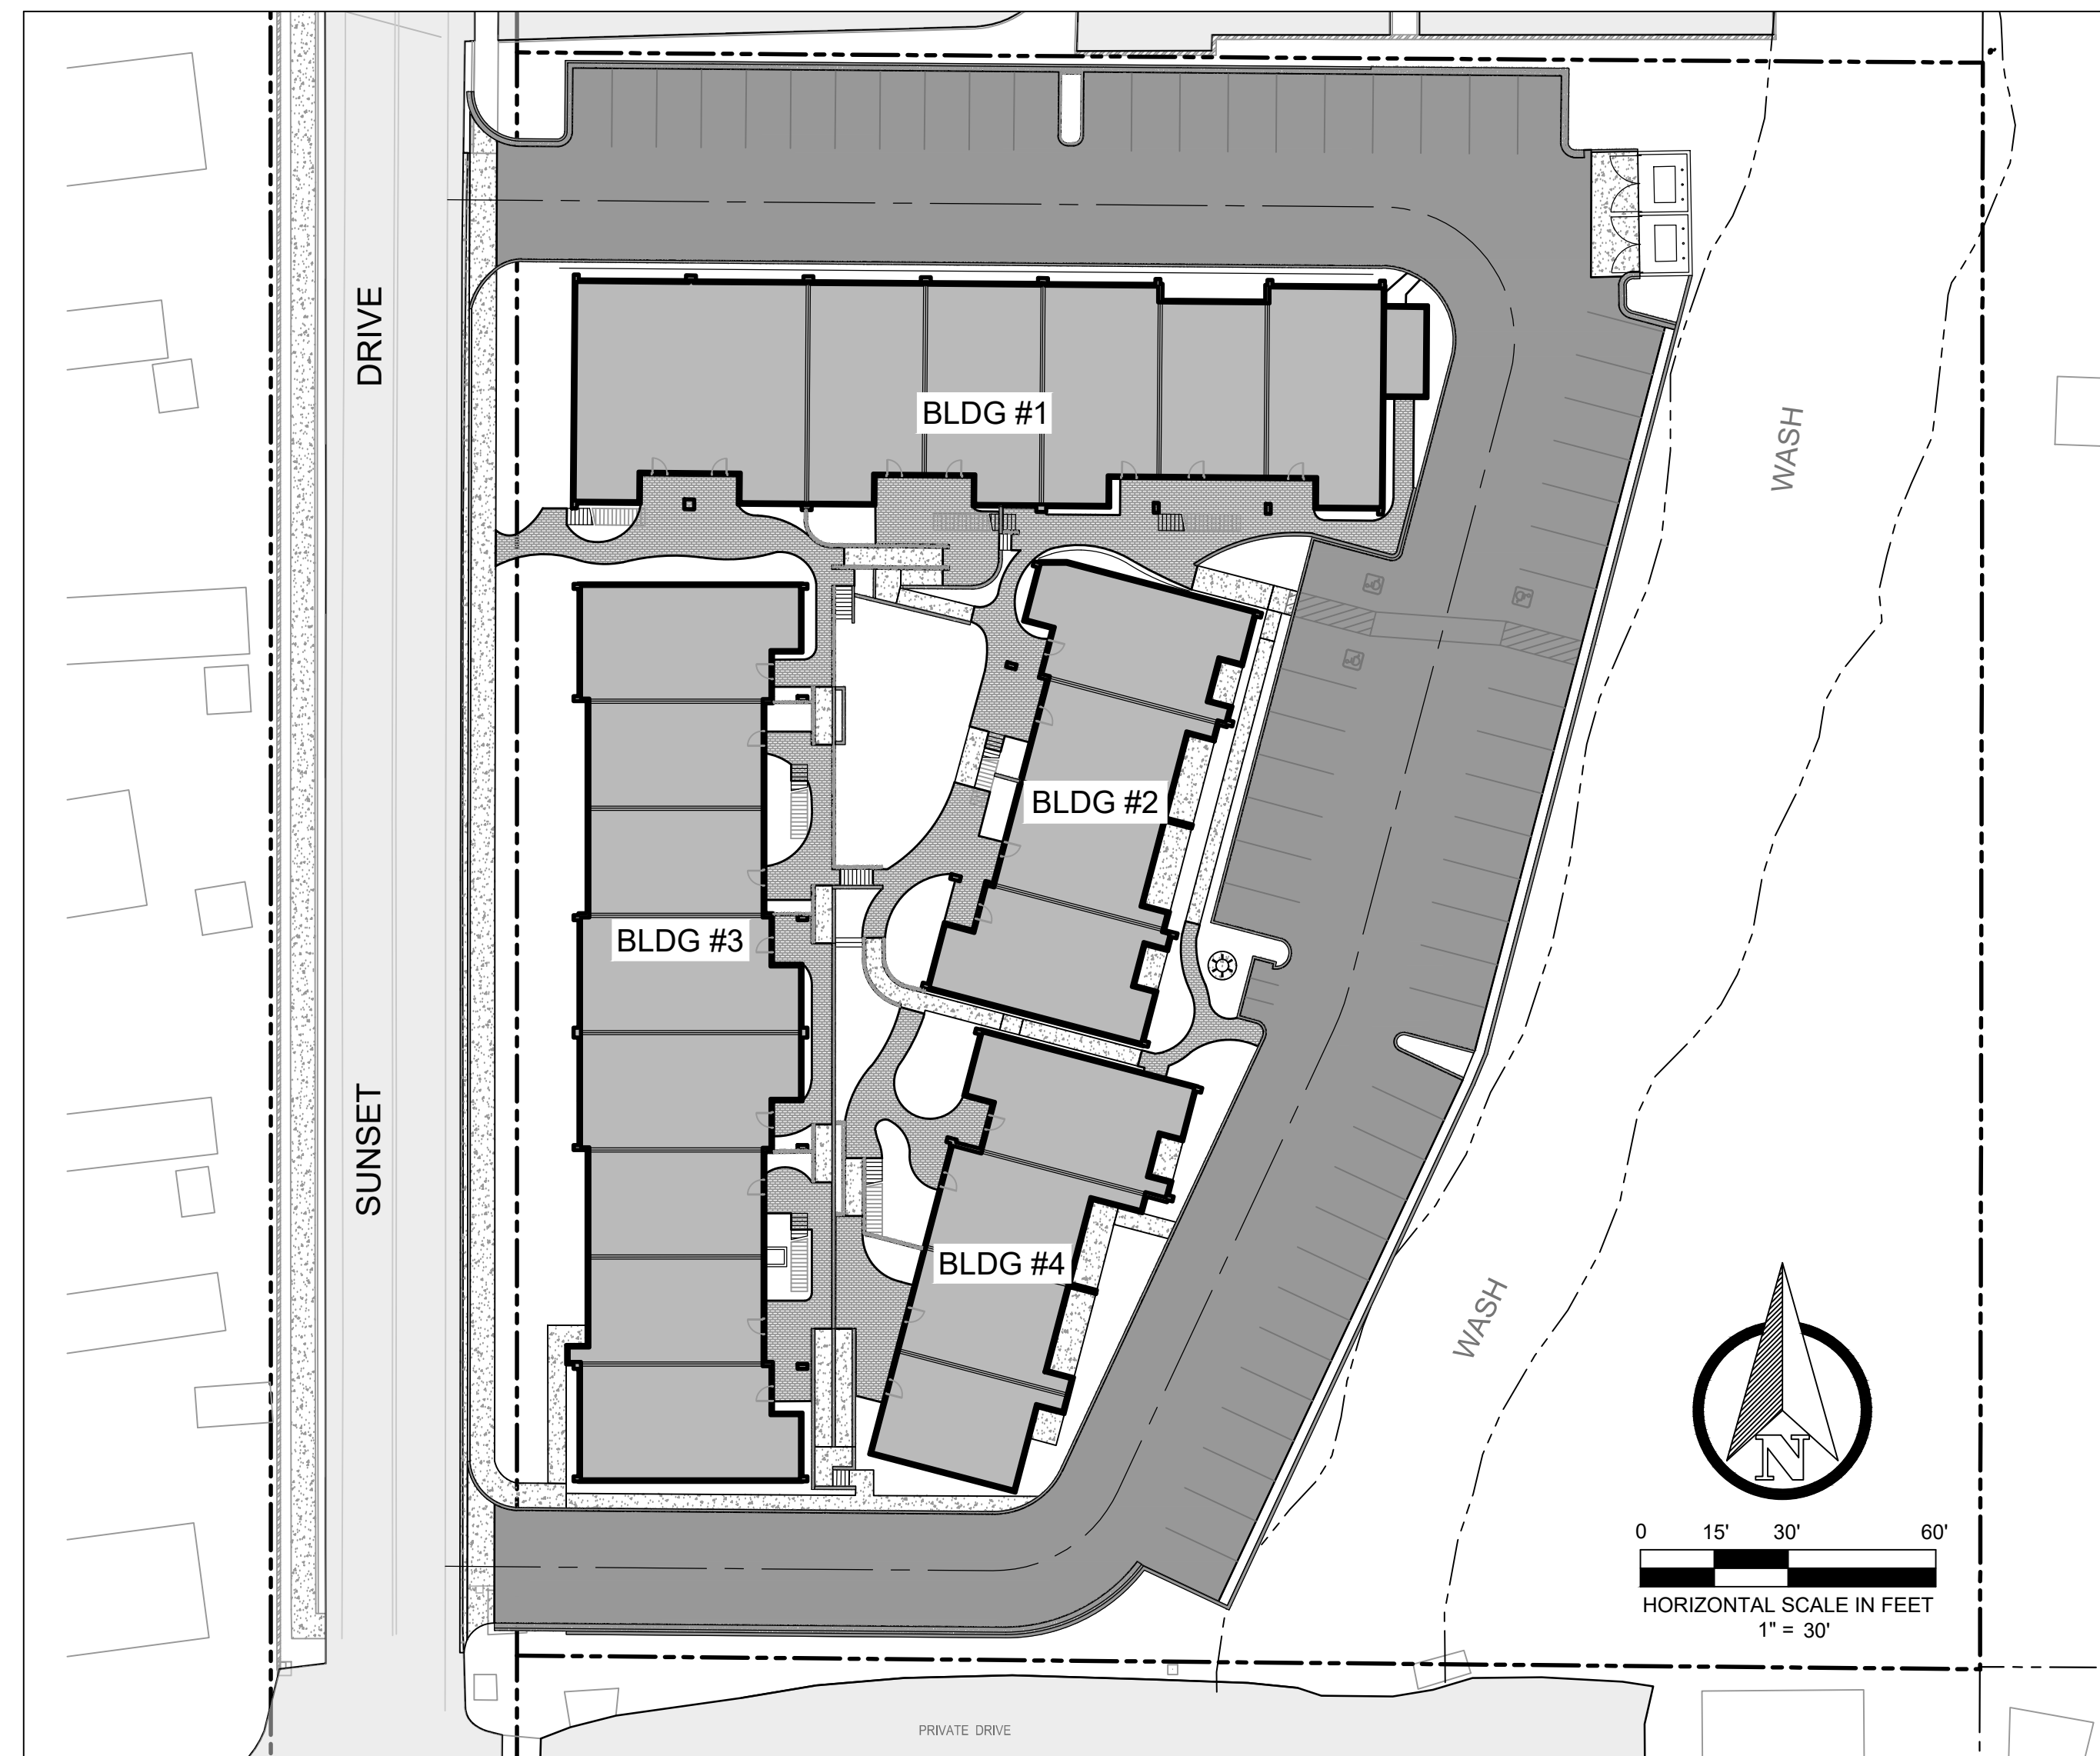 DRIVE
BLDG #1
WASH
BLDG #2
BLDG #3
SUNSET
BLDG #4
WASH
N
0 15' 30' 60'
HORIZONTAL SCALE IN FEET
1" = 30'
PRIVATE DRIVE